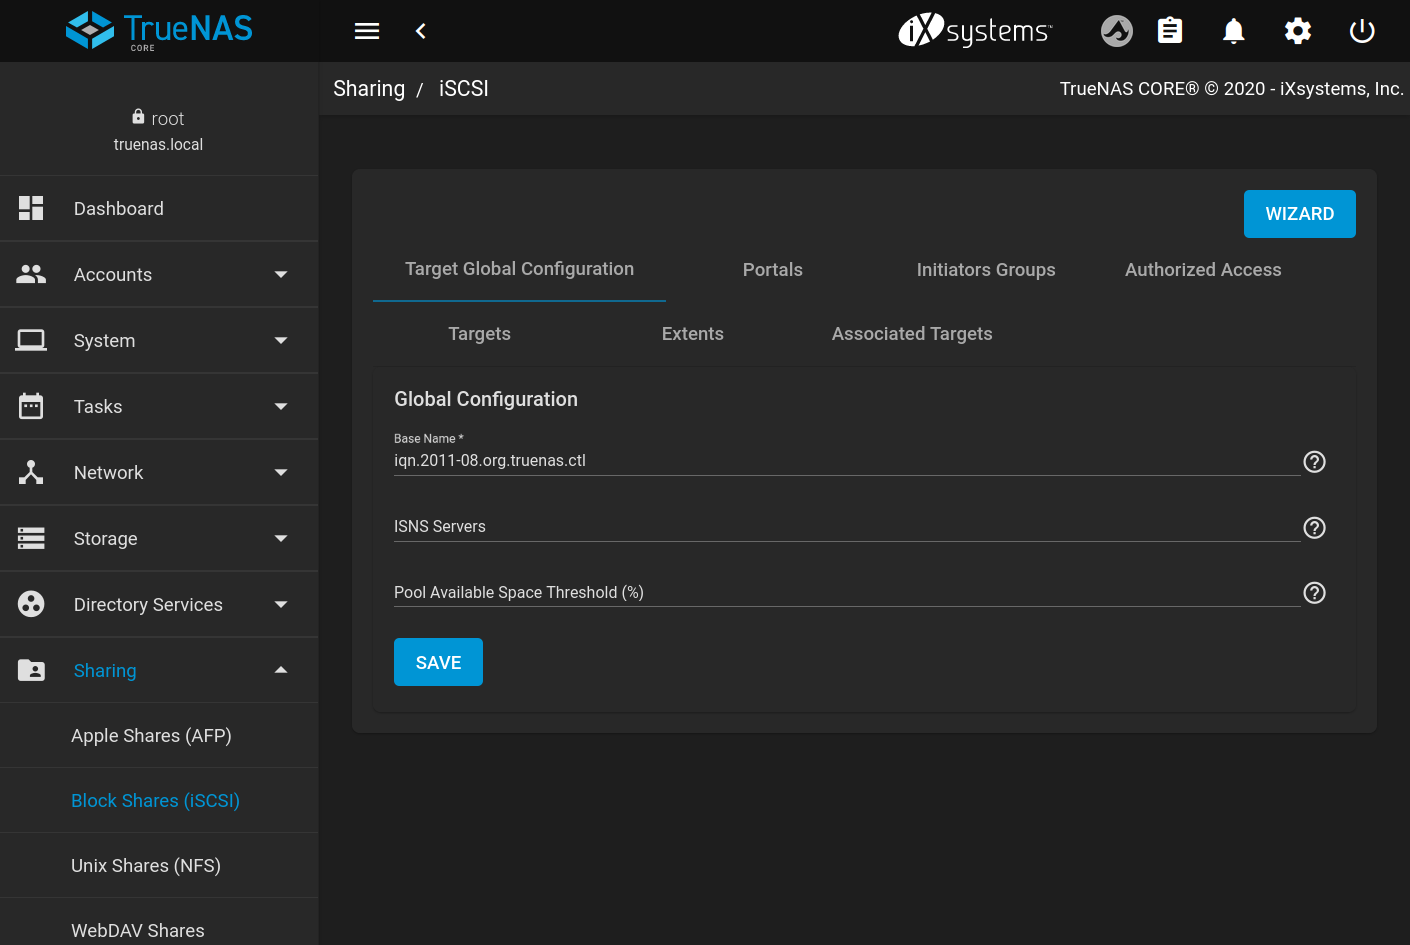 TrueNAS
CORE
iXsystems™
Sharing / iSCSI
TrueNAS CORE® © 2020 - iXsystems, Inc.
root
truenas.local
Dashboard
Accounts
System
Tasks
Network
Storage
Directory Services
Sharing
Apple Shares (AFP)
Block Shares (iSCSI)
Unix Shares (NFS)
WebDAV Shares
WIZARD
Target Global Configuration
Portals
Initiators Groups
Authorized Access
Targets
Extents
Associated Targets
Global Configuration
Base Name *
iqn.2011-08.org.truenas.ctl
ISNS Servers
Pool Available Space Threshold (%)
SAVE